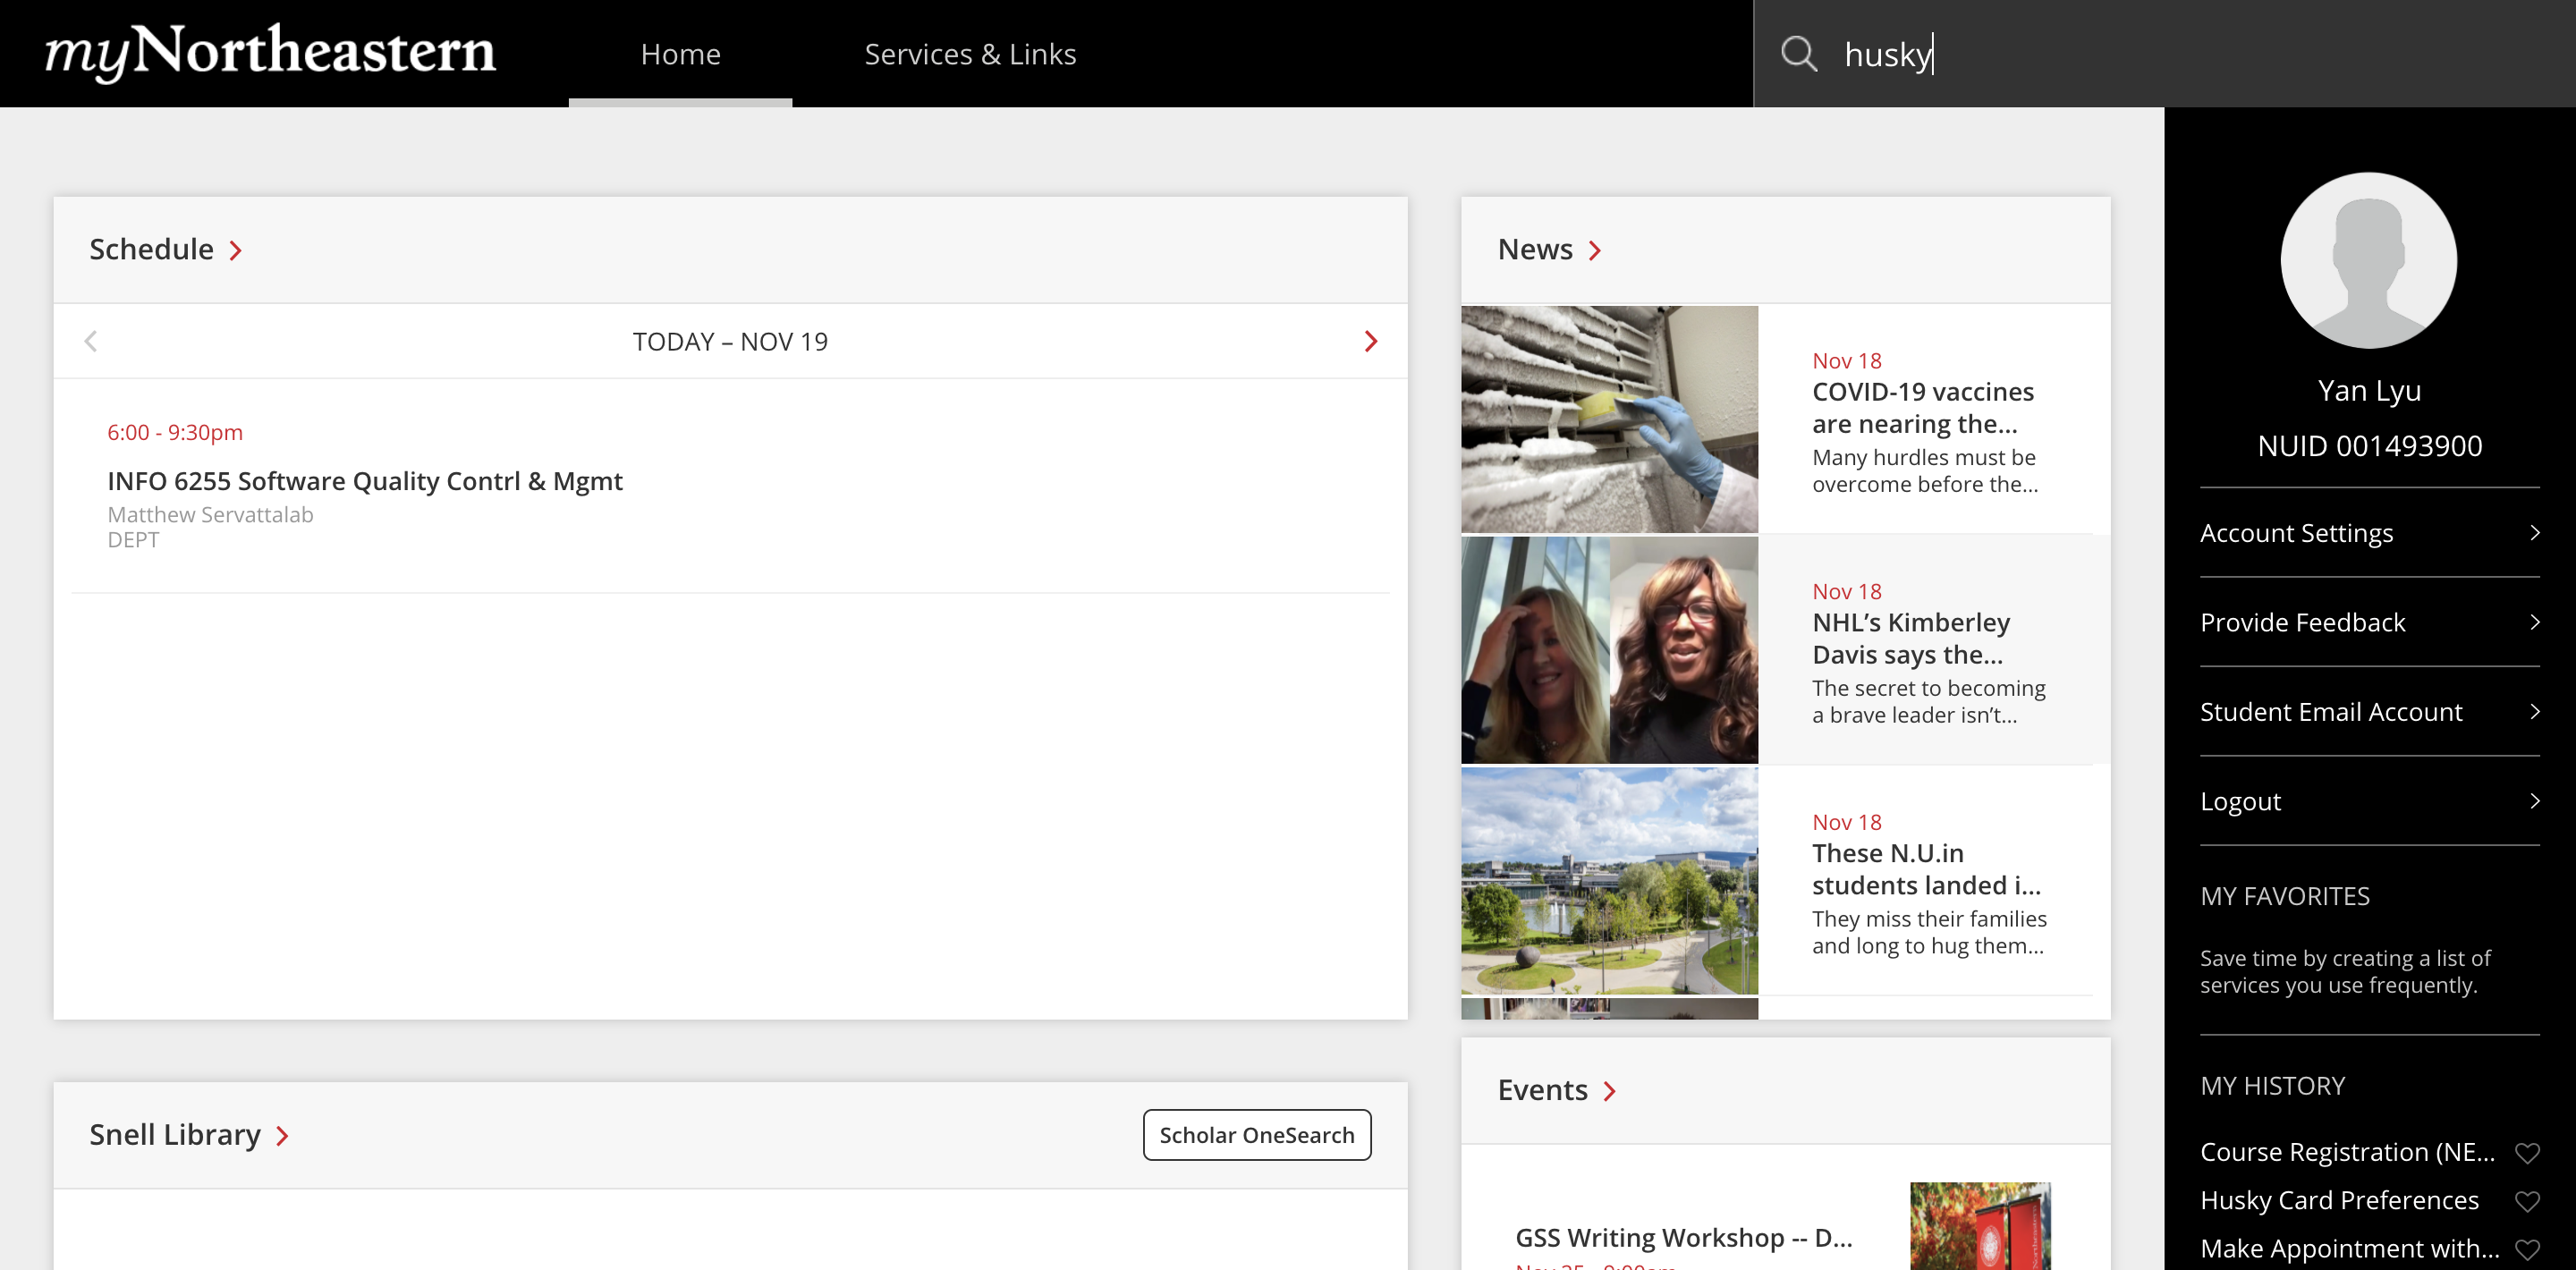 myNortheastern
Home
Services & Links
husky
Schedule
TODAY – NOV 19
6:00 - 9:30pm
INFO 6255 Software Quality Contrl & Mgmt
Matthew Servattalab
DEPT
Snell Library
Scholar OneSearch
News
Nov 18
COVID-19 vaccines
are nearing the...
Many hurdles must be
overcome before the...
Nov 18
NHL’s Kimberley
Davis says the...
The secret to becoming
a brave leader isn’t...
Nov 18
These N.U.in
students landed i...
They miss their families
and long to hug them...
Events
GSS Writing Workshop -- D...
Yan Lyu
NUID 001493900
Account Settings
Provide Feedback
Student Email Account
Logout
MY FAVORITES
Save time by creating a list of
services you use frequently.
MY HISTORY
Course Registration (NE...
Husky Card Preferences
Make Appointment with...